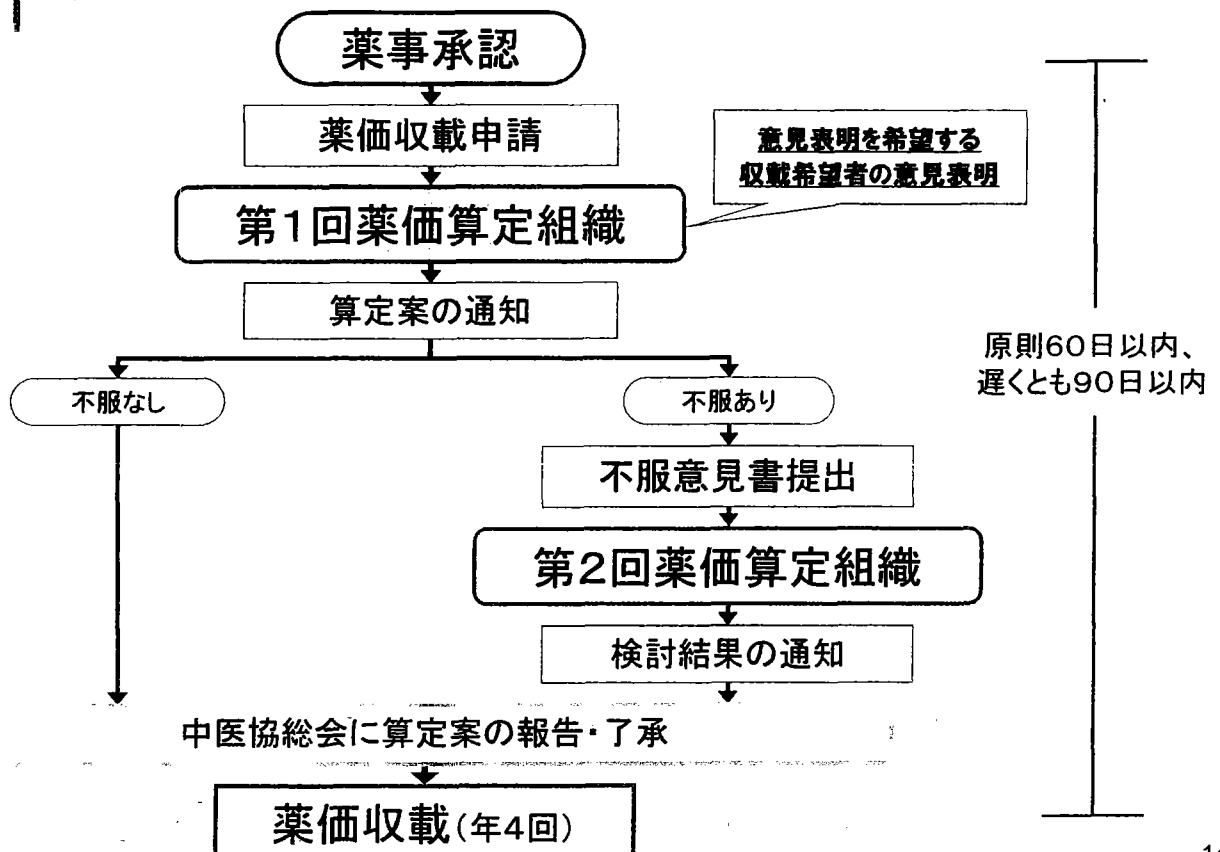 薬事承認
薬価収載申請
意見表明を希望する
収載希望者の意見表明
第1回薬価算定組織
算定案の通知
原則60日以内、
遅くとも90日以内
不服なし
不服あり
不服意見書提出
第2回薬価算定組織
検討結果の通知
中医協総会に算定案の報告・了承
薬価収載(年4回)